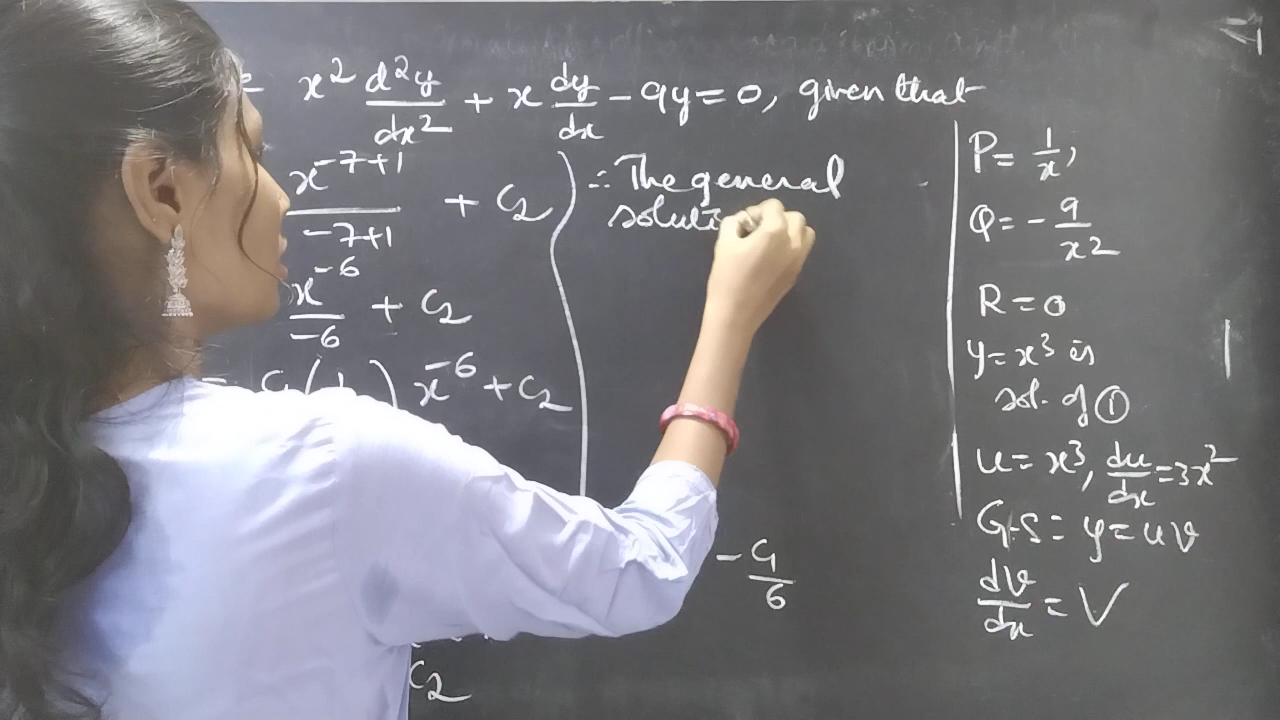 x² d²y/dx² + x dy/dx - 9y = 0, given that
x^(-7+1)/(-7+1) + C₂
x^(-6)/(-6) + C₂
= C₁ (1 ) x^(-6) + C₂
- C₁/6
C₂
∴ The general
soluti
P = 1/x,
Q = - 9/x²
R = 0
y = x³ is
sol. of ①
u = x³, du/dx = 3x²
G.S = y = uv
dv/dx = V